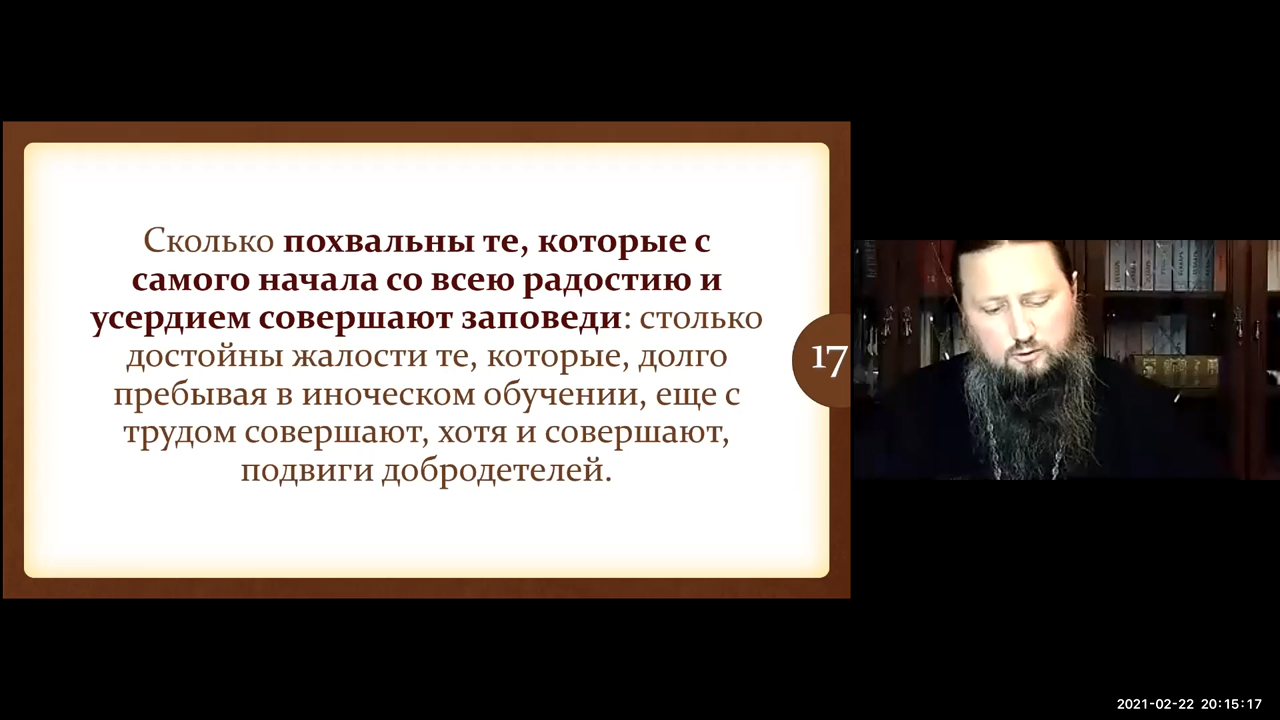 Сколько похвальны те, которые с
самого начала со всею радостию и
усердием совершают заповеди: столько
достойны жалости те, которые, долго
пребывая в иноческом обучении, еще с
трудом совершают, хотя и совершают,
подвиги добродетелей.
17
2021-02-22 20:15:17